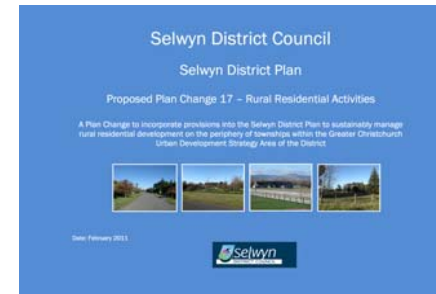 Selwyn District Council
Selwyn District Plan
Proposed Plan Change 17 – Rural Residential Activities
A Plan Change to incorporate provisions into the Selwyn District Plan to sustainably manage
rural residential development on the periphery of townships within the Greater Christchurch
Urban Development Strategy Area of the District
Date: February 2011
Selwyn
DISTRICT COUNCIL